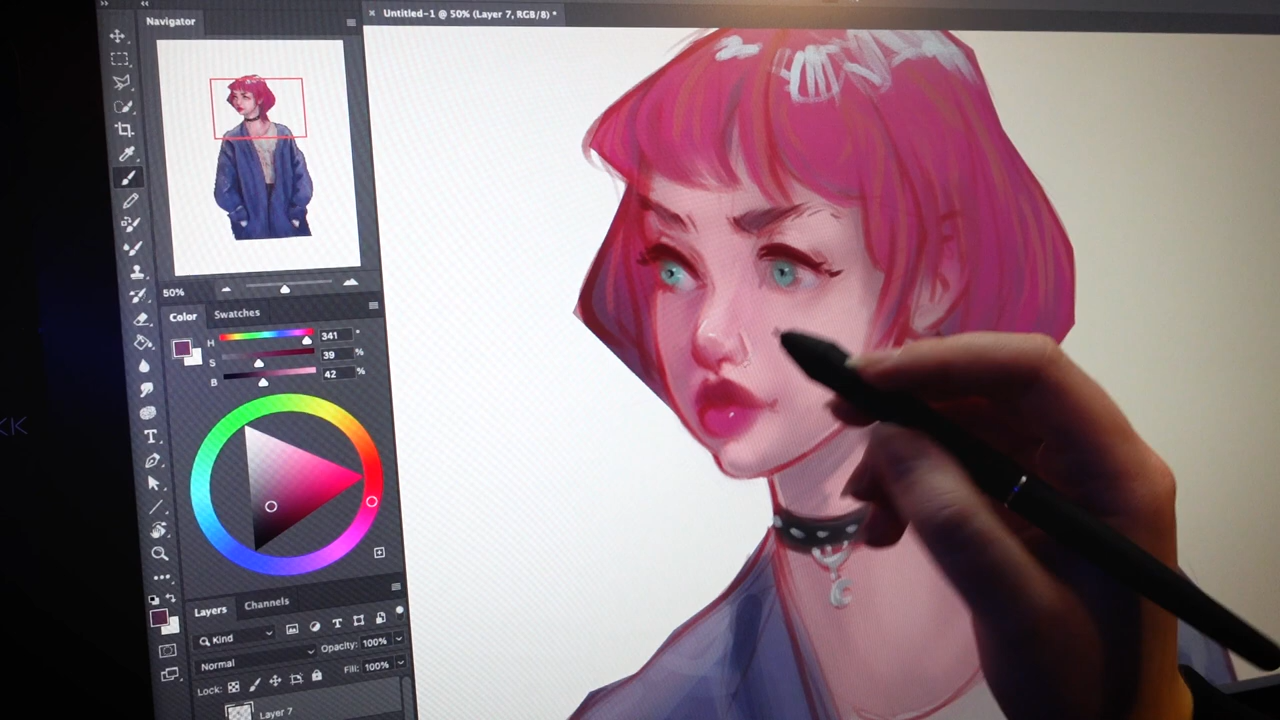 Navigator
Untitled-1 @ 50% (Layer 7, RGB/8) *
50%
Color
Swatches
H
341
°
S
39
%
B
42
%
Layers
Channels
Kind
Normal
Opacity: 100%
Lock:
Fill: 100%
Layer 7